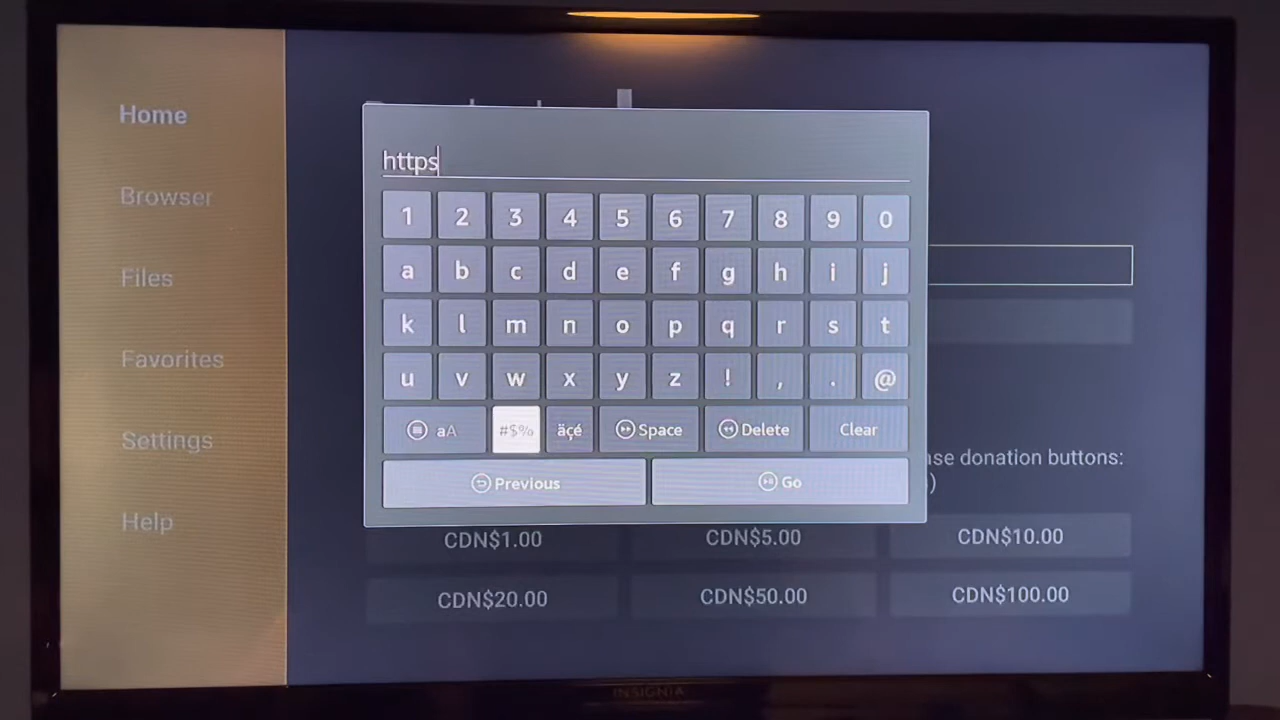 Home
Browser
Files
Favorites
Settings
Help
https
1 2 3 4 5 6 7 8 9 0
a b c d e f g h i j
k l m n o p q r s t
u v w x y z ! , . @
aA #$% äçé Space Delete Clear
Previous Go
donation buttons:
)
CDN$1.00 CDN$5.00 CDN$10.00
CDN$20.00 CDN$50.00 CDN$100.00
INSIGNIA